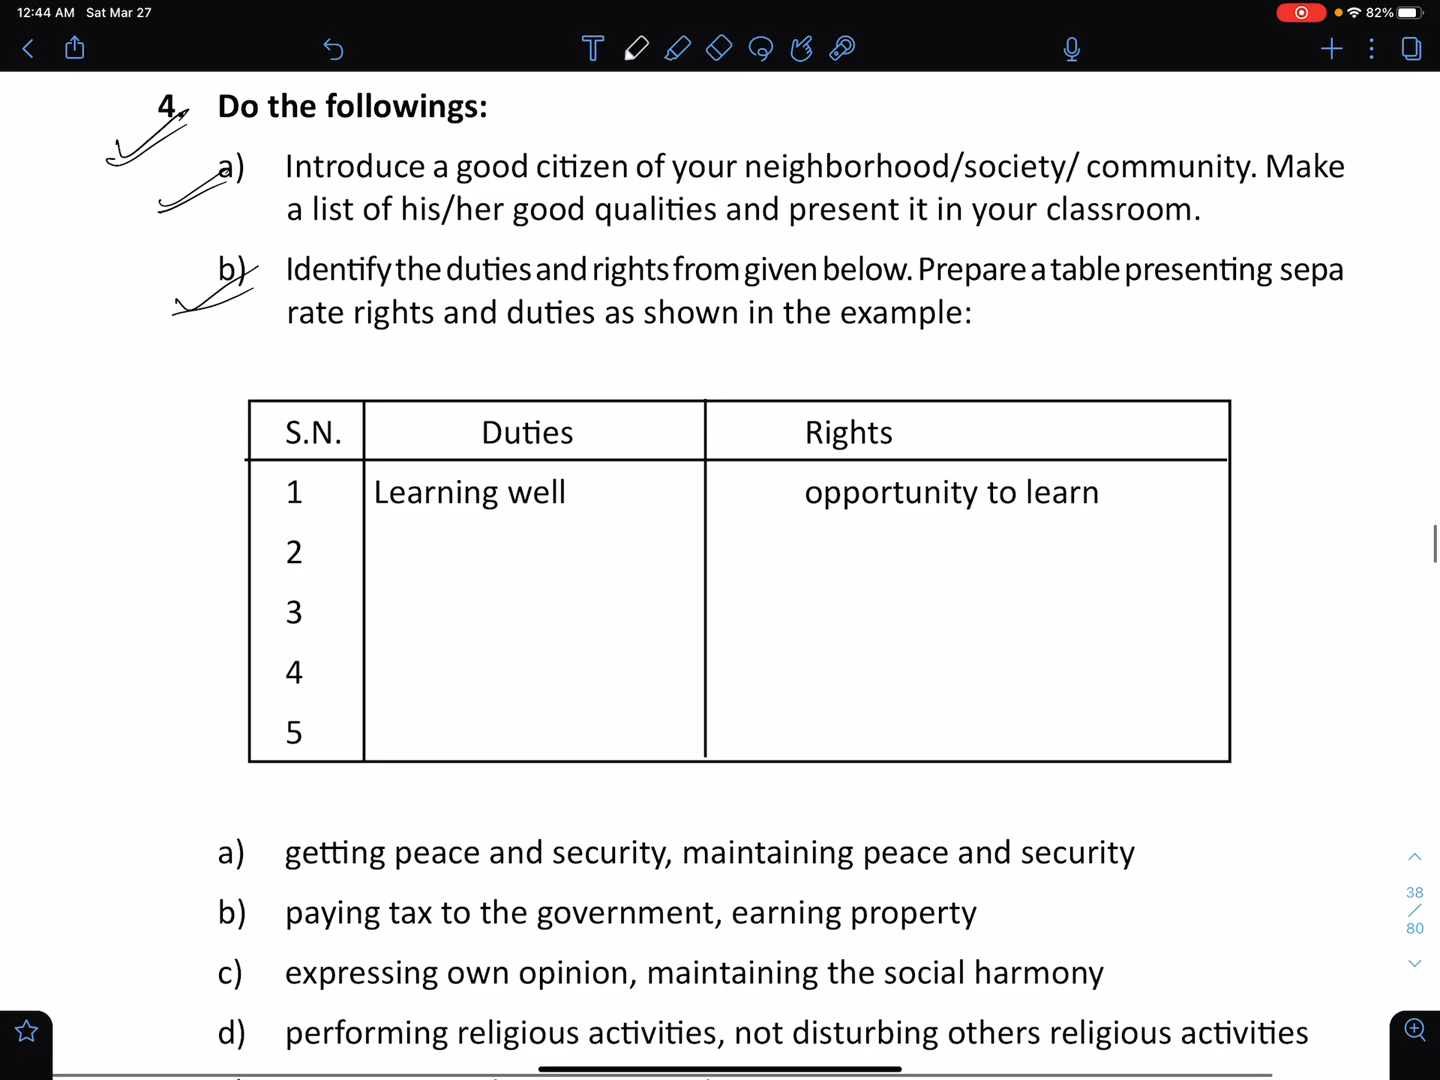 12:44 AM Sat Mar 27
82%
4. Do the followings:
a) Introduce a good citizen of your neighborhood/society/ community. Make
a list of his/her good qualities and present it in your classroom.
b) Identify the duties and rights from given below. Prepare a table presenting sepa
rate rights and duties as shown in the example:
S.N. Duties Rights
1 Learning well opportunity to learn
2
3
4
5
a) getting peace and security, maintaining peace and security
b) paying tax to the government, earning property
c) expressing own opinion, maintaining the social harmony
d) performing religious activities, not disturbing others religious activities
38
/
80